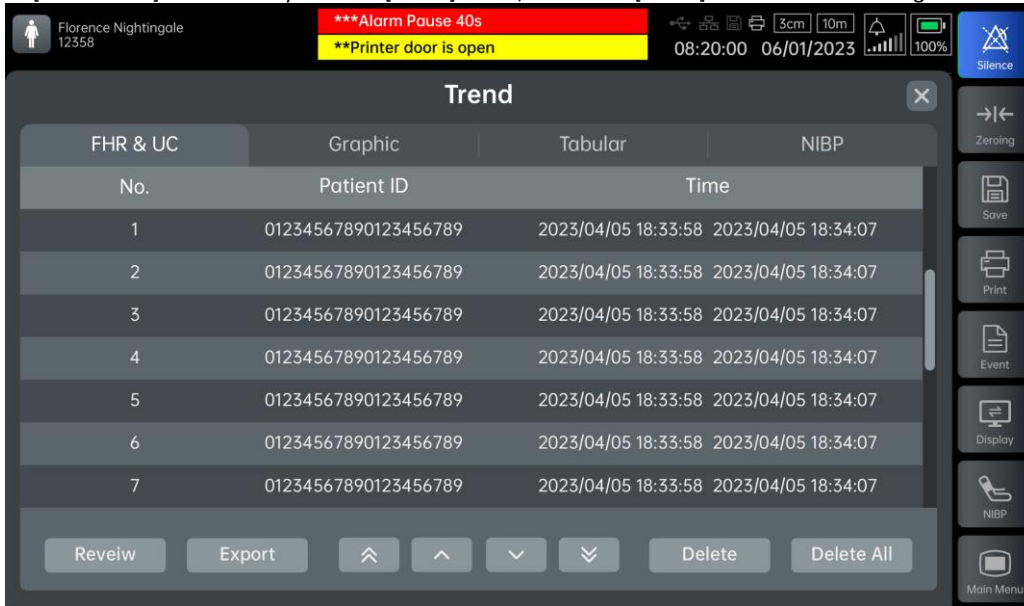 Florence Nightingale
12358
***Alarm Pause 40s
**Printer door is open
3cm 10m
08:20:00 06/01/2023 100%
Silence
Trend
FHR & UC Graphic Tabular NIBP
No. Patient ID Time
1 01234567890123456789 2023/04/05 18:33:58 2023/04/05 18:34:07
2 01234567890123456789 2023/04/05 18:33:58 2023/04/05 18:34:07
3 01234567890123456789 2023/04/05 18:33:58 2023/04/05 18:34:07
4 01234567890123456789 2023/04/05 18:33:58 2023/04/05 18:34:07
5 01234567890123456789 2023/04/05 18:33:58 2023/04/05 18:34:07
6 01234567890123456789 2023/04/05 18:33:58 2023/04/05 18:34:07
7 01234567890123456789 2023/04/05 18:33:58 2023/04/05 18:34:07
Reveiw Export Delete Delete All
Zeroing
Save
Print
Event
Display
NIBP
Main Menu